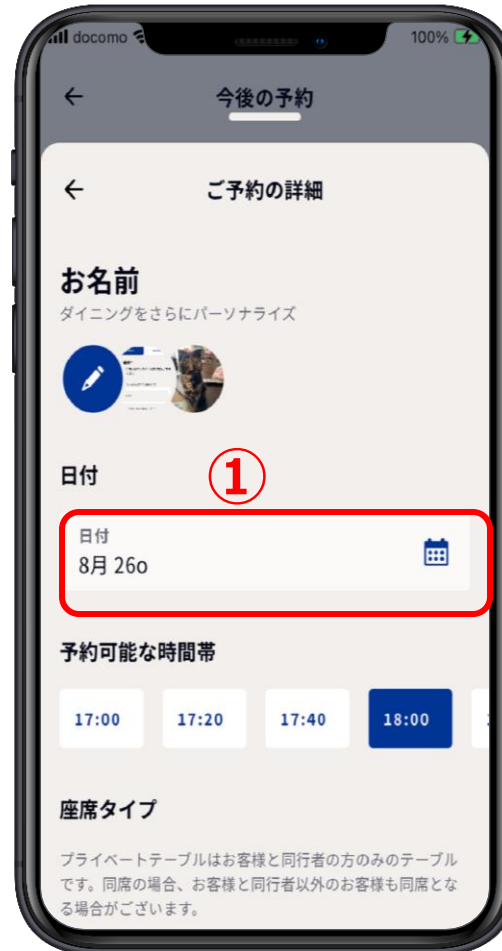 docomo
100%
今後の予約
ご予約の詳細
お名前
ダイニングをさらにパーソナライズ
日付
①
日付
8月 26o
予約可能な時間帯
17:00 17:20 17:40 18:00
座席タイプ
プライベートテーブルはお客様と同行者の方のみのテーブル
です。同席の場合、お客様と同行者以外のお客様も同席とな
る場合がございます。